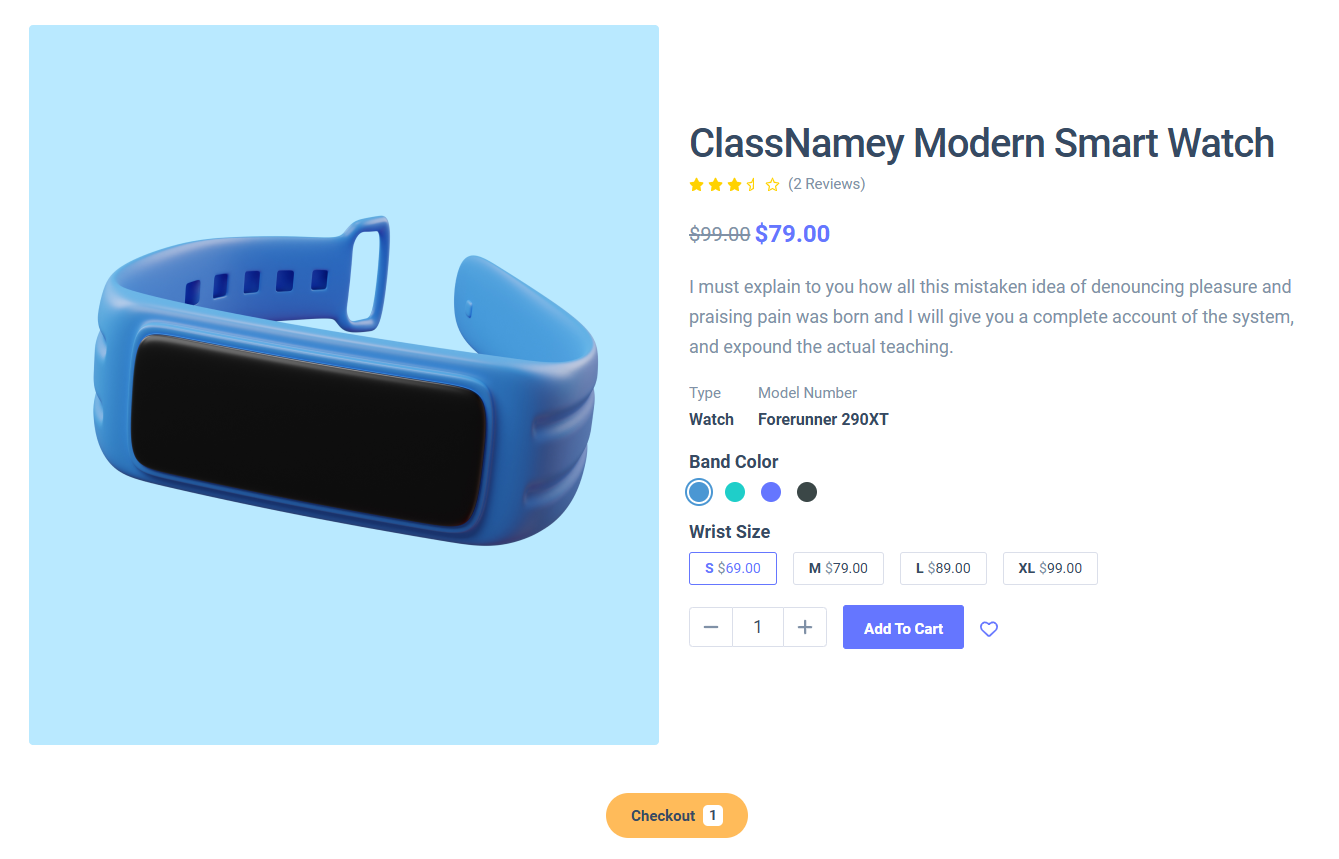 ClassNamey Modern Smart Watch
(2 Reviews)
$99.00 $79.00
I must explain to you how all this mistaken idea of denouncing pleasure and
praising pain was born and I will give you a complete account of the system,
and expound the actual teaching.
Type Model Number
Watch Forerunner 290XT
Band Color
Wrist Size
S $69.00 M $79.00 L $89.00 XL $99.00
1 Add To Cart
Checkout 1